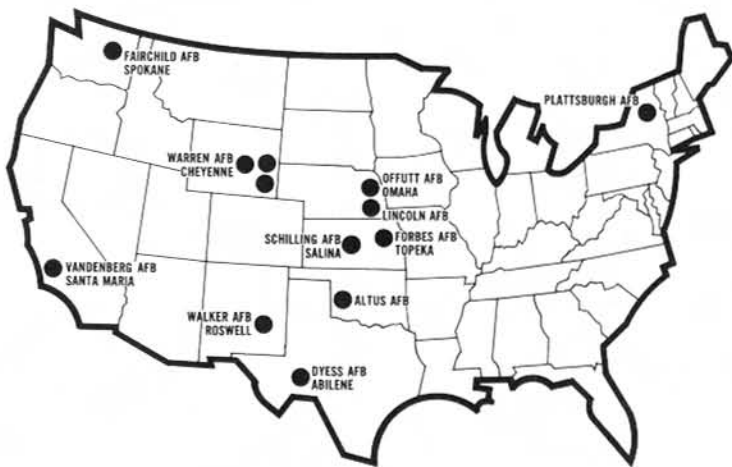 FAIRCHILD AFB
SPOKANE
PLATTSBURGH AFB
WARREN AFB
CHEYENNE
OFFUTT AFB
OMAHA
LINCOLN AFB
SCHILLING AFB
SALINA
FORBES AFB
TOPEKA
VANDENBERG AFB
SANTA MARIA
ALTUS AFB
WALKER AFB
ROSWELL
DYESS AFB
ABILENE